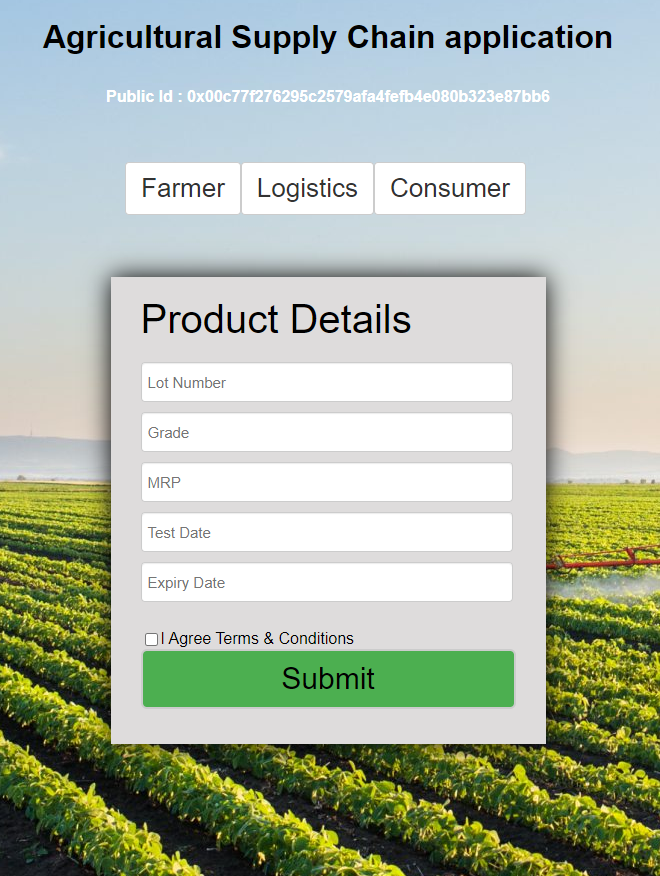 Agricultural Supply Chain application
Public Id : 0x00c77f276295c2579afa4fefb4e080b323e87bb6
Farmer Logistics Consumer
Product Details
Lot Number
Grade
MRP
Test Date
Expiry Date
I Agree Terms & Conditions
Submit